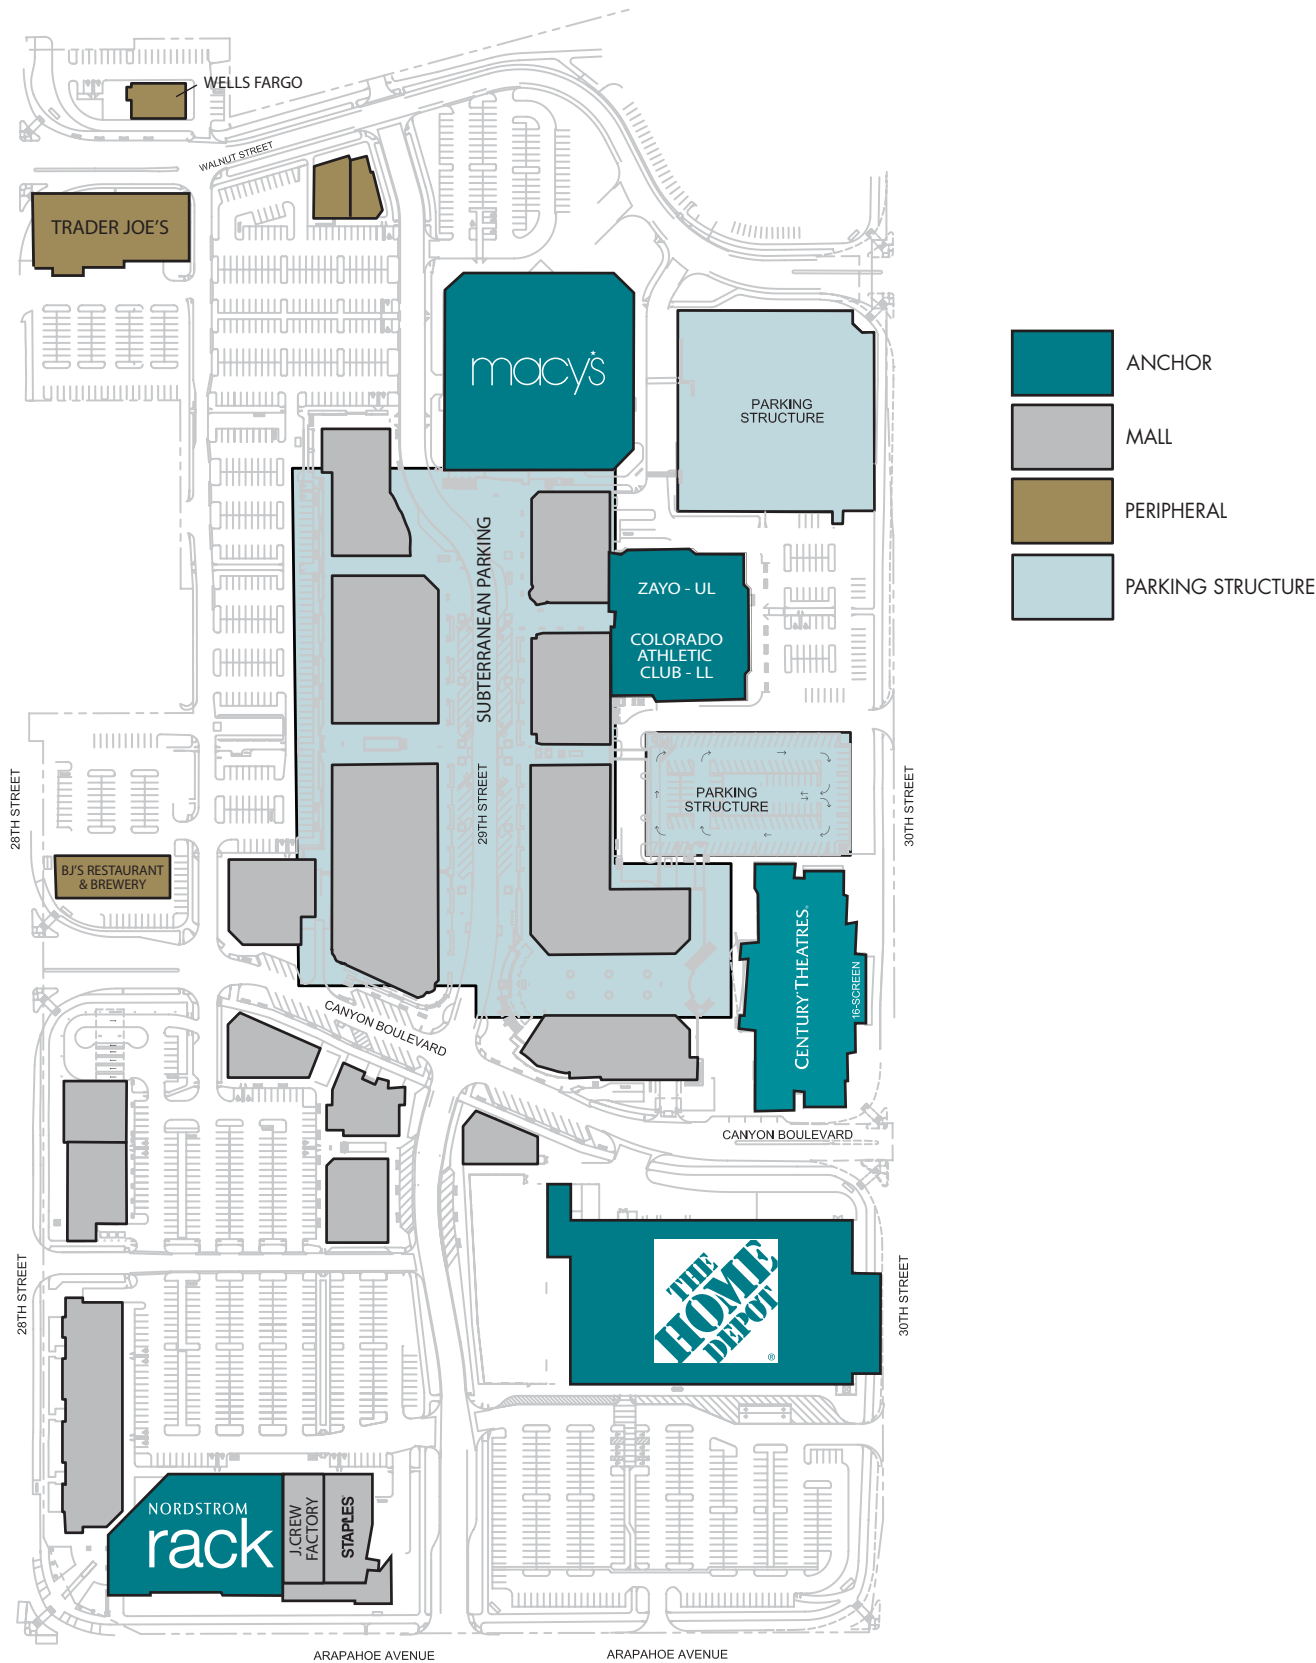 WELLS FARGO
WALNUT STREET
TRADER JOE'S
macy's
PARKING
STRUCTURE
ANCHOR
MALL
PERIPHERAL
PARKING STRUCTURE
SUBTERRANEAN PARKING
ZAYO - UL
COLORADO
ATHLETIC
CLUB - LL
28TH STREET
29TH STREET
PARKING
STRUCTURE
30TH STREET
BJ'S RESTAURANT
& BREWERY
CENTURY THEATRES®
16-SCREEN
CANYON BOULEVARD
CANYON BOULEVARD
28TH STREET
THE
HOME
DEPOT
®
30TH STREET
NORDSTROM
rack
J.CREW
FACTORY
STAPLES
ARAPAHOE AVENUE
ARAPAHOE AVENUE